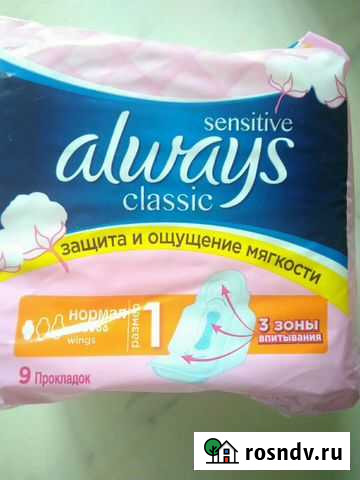 sensitive
always
classic
защита и ощущение мягкости
нормал
wings
размер
1
3 зоны
впитывания
9 Прокладок
rosndv.ru